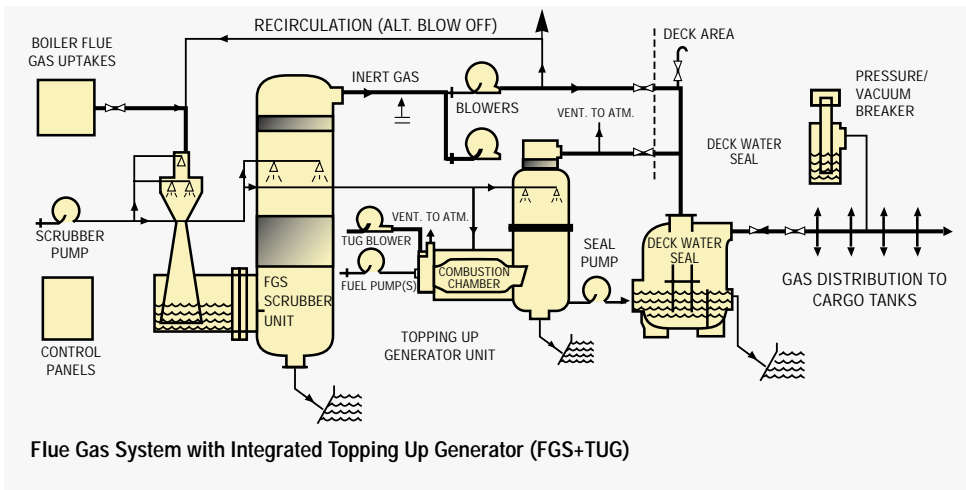 RECIRCULATION (ALT. BLOW OFF)
DECK AREA
BOILER FLUE
GAS UPTAKES
INERT GAS
BLOWERS
VENT. TO ATM.
PRESSURE/
VACUUM
BREAKER
DECK WATER
SEAL
SCRUBBER
PUMP
VENT. TO ATM.
TUG BLOWER
FUEL PUMP(S)
COMBUSTION
CHAMBER
SEAL
PUMP
DECK WATER
SEAL
GAS DISTRIBUTION TO
CARGO TANKS
FGS
SCRUBBER
UNIT
CONTROL
PANELS
TOPPING UP
GENERATOR UNIT
Flue Gas System with Integrated Topping Up Generator (FGS+TUG)